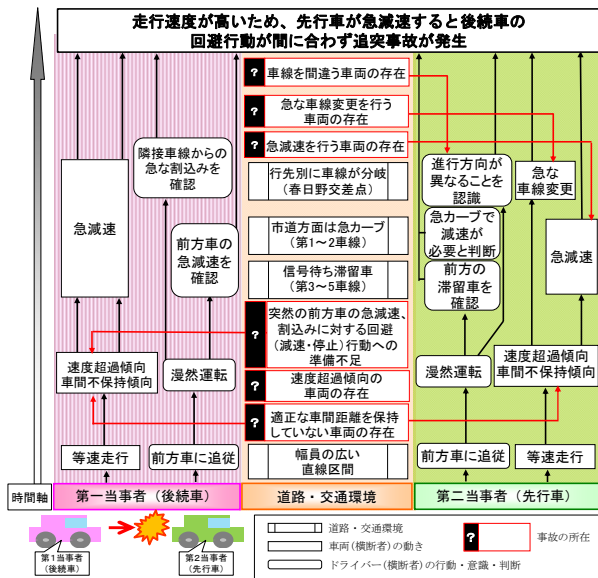 走行速度が高いため、先行車が急減速すると後続車の
回避行動が間に合わず追突事故が発生
? 車線を間違う車両の存在
? 急な車線変更を行う
車両の存在
? 急減速を行う車両の存在
隣接車線からの
急な割込みを
確認
急減速
前方車の
急減速を
確認
行先別に車線が分岐
(春日野交差点)
市道方面は急カーブ
(第1~2車線)
信号待ち滞留車
(第3~5車線)
進行方向が
異なることを
認識
急な
車線変更
急カーブで
減速が
必要と判断
前方の
滞留車を
確認
急減速
? 突然の前方車の急減速、
割込みに対する回避
(減速・停止)行動への
準備不足
速度超過傾向
車間不保持傾向
漫然運転
? 速度超過傾向の
車両の存在
漫然運転
速度超過傾向
車間不保持傾向
? 適正な車間距離を保持
していない車両の存在
等速走行
前方車に追従
幅員の広い
直線区間
前方車に追従
等速走行
時間軸
第一当事者(後続車)
道路・交通環境
第二当事者(先行車)
第1当事者
(後続車)
第2当事者
(先行車)
道路・交通環境
車両(横断者)の動き
ドライバー(横断者)の行動・意識・判断
? 事故の所在